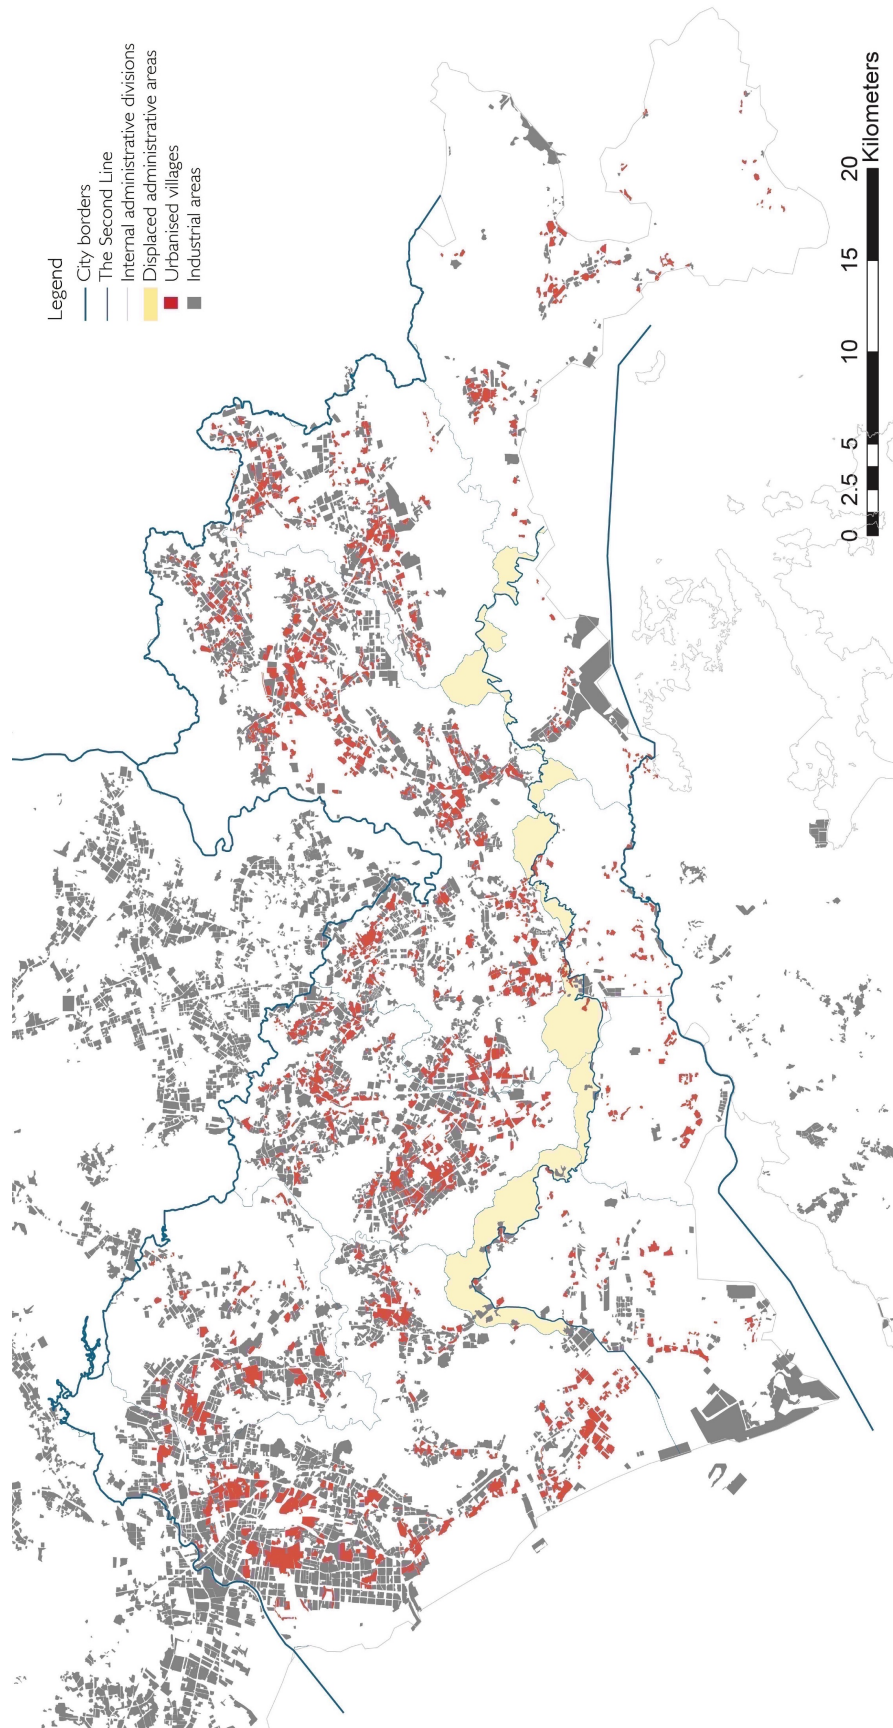 Legend
City borders
The Second Line
Internal administrative divisions
Displaced administrative areas
Urbanised villages
Industrial areas
0 2.5 5 10 15 20
Kilometers